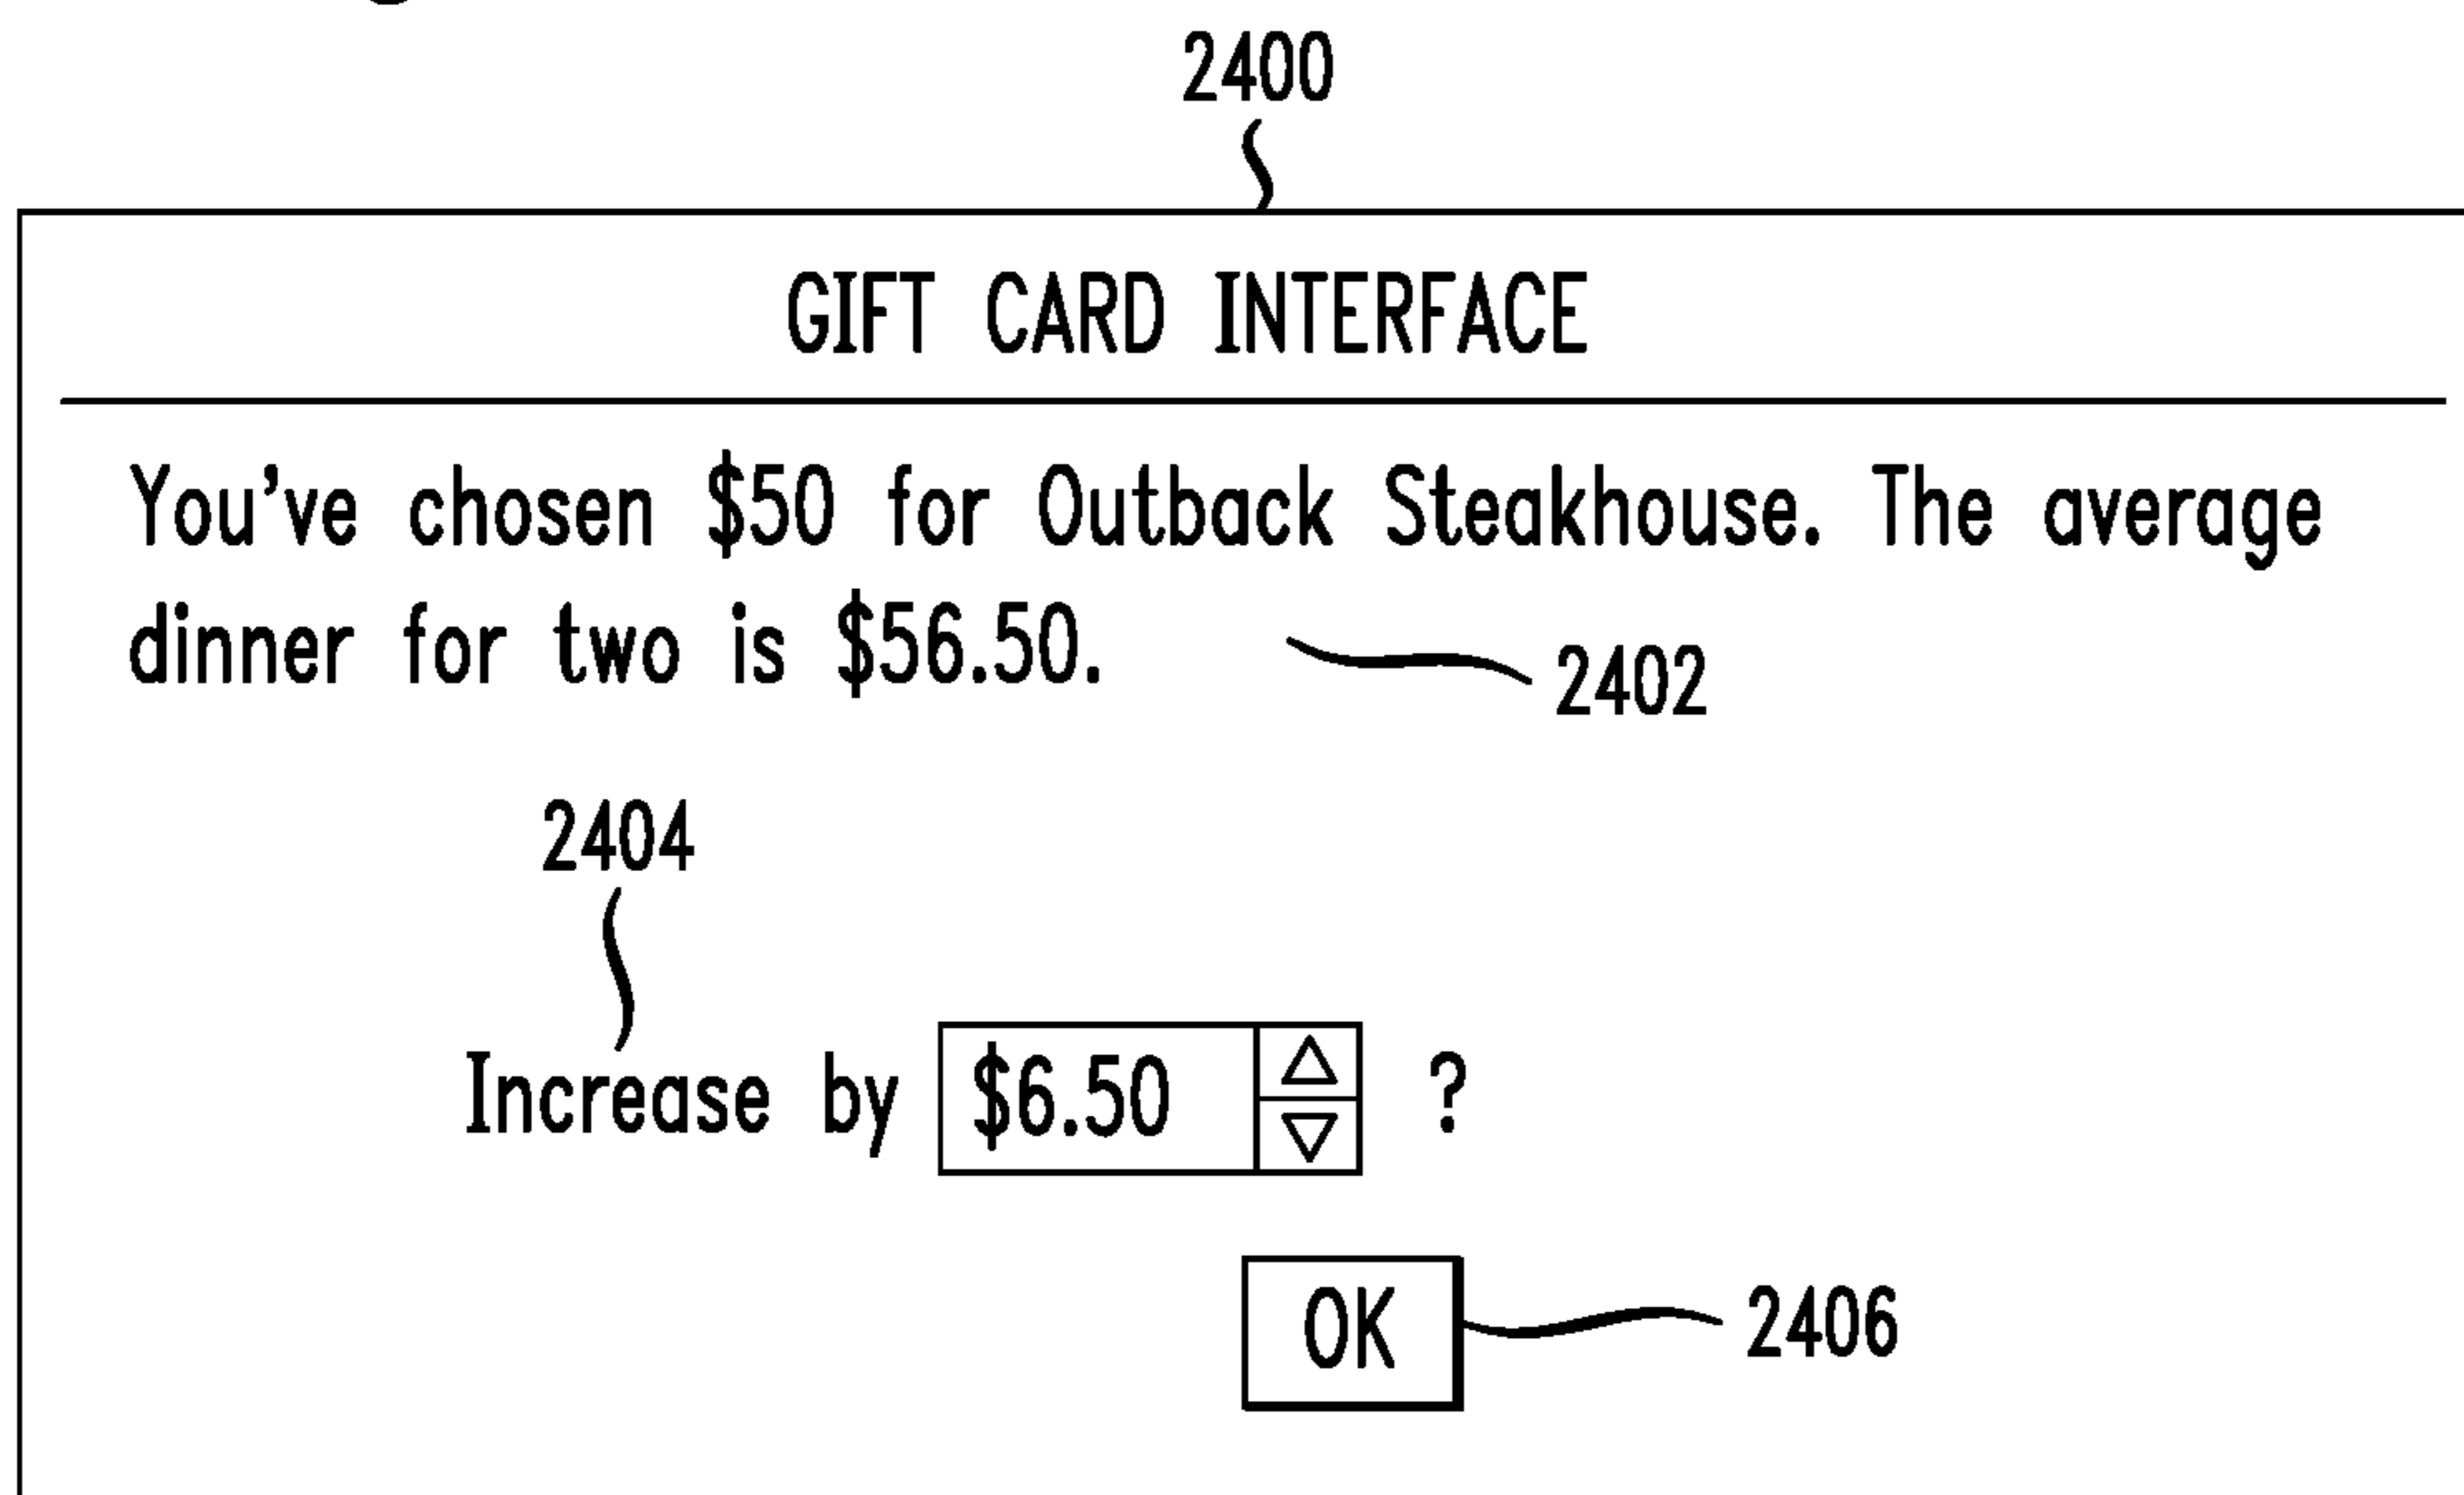 2400
GIFT CARD INTERFACE
You've chosen $50 for Outback Steakhouse. The average
dinner for two is $56.50.
2402
2404
Increase by $6.50 ?
OK 2406